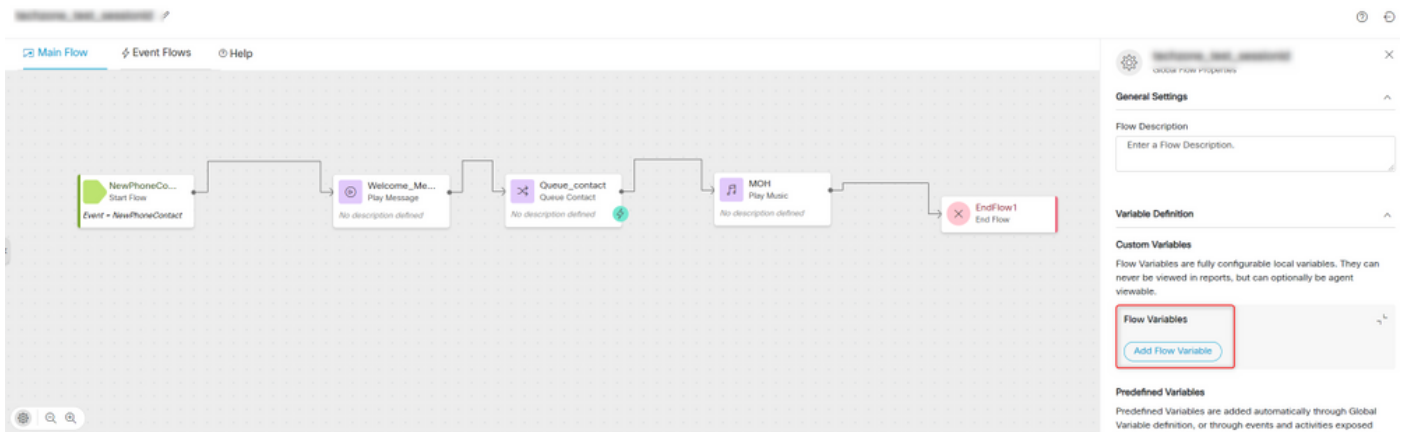 Main Flow
Event Flows
Help
Global Flow Properties
General Settings
Flow Description
Enter a Flow Description.
NewPhoneCo...
Start Flow
Event = NewPhoneContact
Welcome_Me...
Play Message
No description defined
Queue_contact
Queue Contact
No description defined
MOH
Play Music
No description defined
EndFlow1
End Flow
Variable Definition
Custom Variables
Flow Variables are fully configurable local variables. They can
never be viewed in reports, but can optionally be agent
viewable.
Flow Variables
Add Flow Variable
Predefined Variables
Predefined Variables are added automatically through Global
Variable definition, or through events and activities exposed